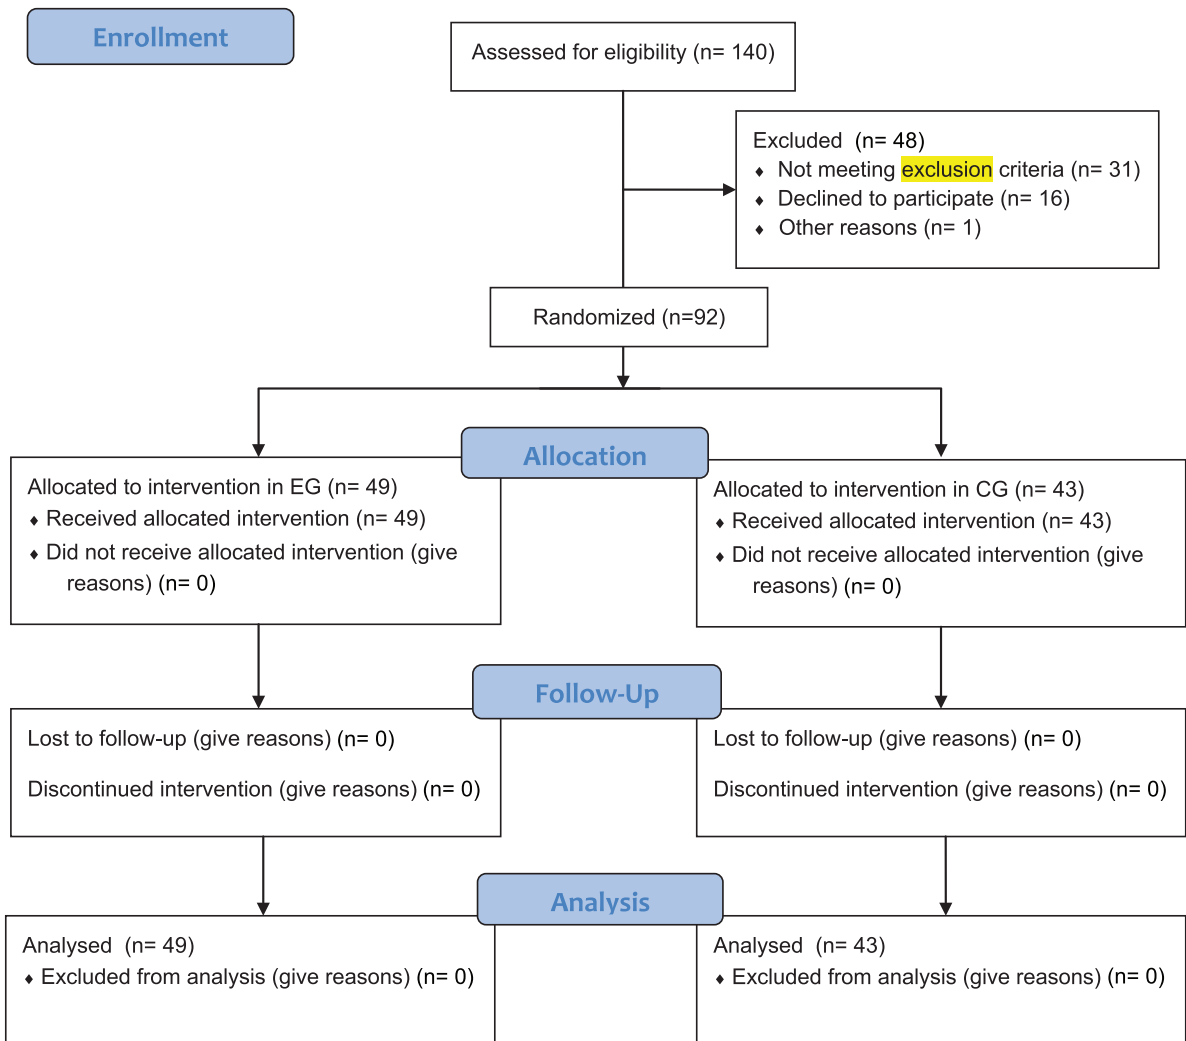 Enrollment
Assessed for eligibility (n= 140)
Excluded (n= 48)
♦ Not meeting exclusion criteria (n= 31)
♦ Declined to participate (n= 16)
♦ Other reasons (n= 1)
Randomized (n=92)
Allocation
Allocated to intervention in EG (n= 49)
♦ Received allocated intervention (n= 49)
♦ Did not receive allocated intervention (give
reasons) (n= 0)
Allocated to intervention in CG (n= 43)
♦ Received allocated intervention (n= 43)
♦ Did not receive allocated intervention (give
reasons) (n= 0)
Follow-Up
Lost to follow-up (give reasons) (n= 0)
Discontinued intervention (give reasons) (n= 0)
Lost to follow-up (give reasons) (n= 0)
Discontinued intervention (give reasons) (n= 0)
Analysis
Analysed (n= 49)
♦ Excluded from analysis (give reasons) (n= 0)
Analysed (n= 43)
♦ Excluded from analysis (give reasons) (n= 0)